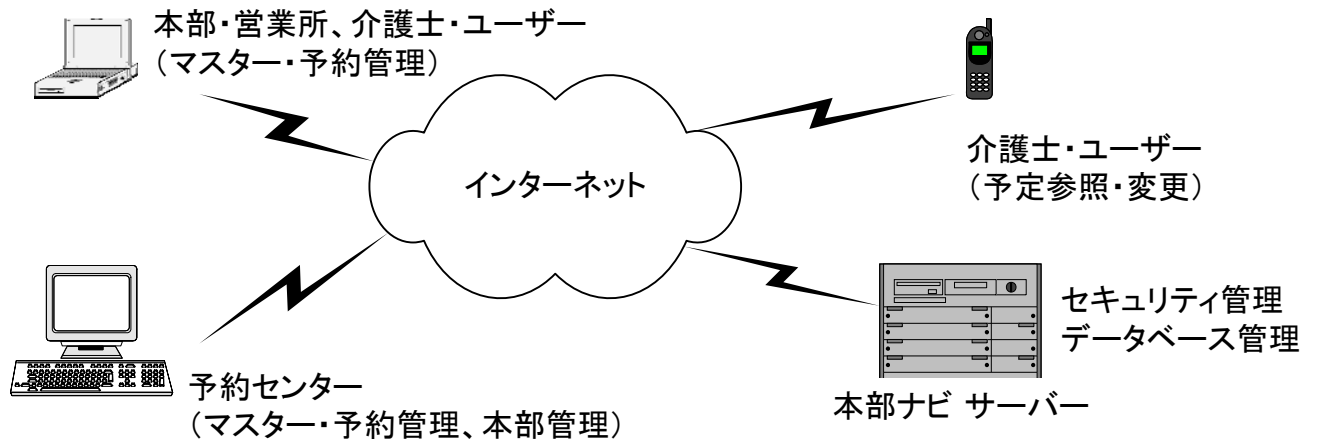 本部・営業所、介護士・ユーザー
（マスター・予約管理）
介護士・ユーザー
（予定参照・変更）
インターネット
セキュリティ管理
データベース管理
本部ナビ サーバー
予約センター
（マスター・予約管理、本部管理）